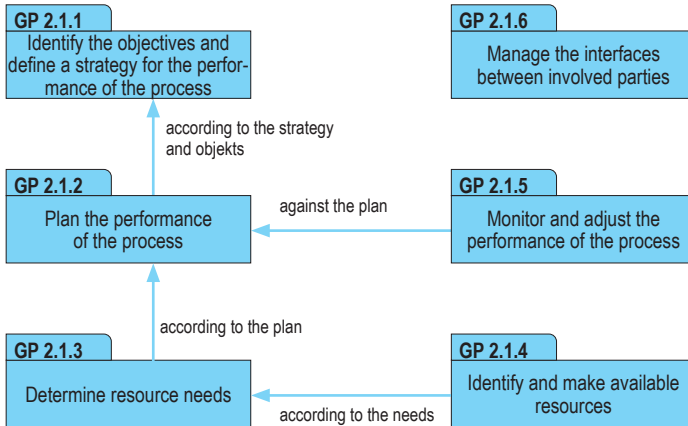 GP 2.1.1
Identify the objectives and
define a strategy for the perfor-
mance of the process
GP 2.1.6
Manage the interfaces
between involved parties
according to the strategy
and objekts
GP 2.1.2
Plan the performance
of the process
against the plan
GP 2.1.5
Monitor and adjust the
performance of the process
according to the plan
GP 2.1.3
Determine resource needs
according to the needs
GP 2.1.4
Identify and make available
resources